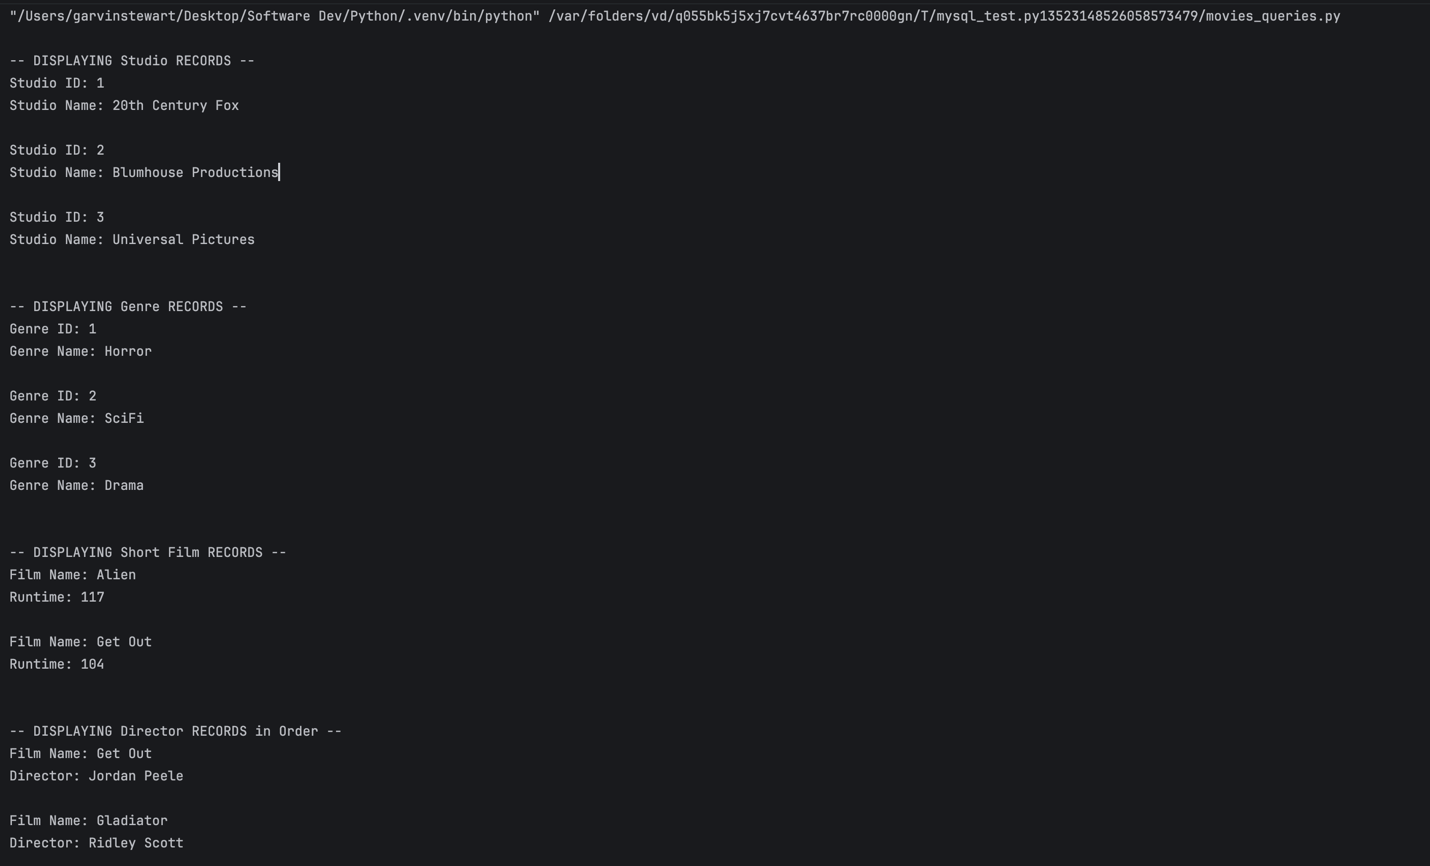 "/Users/garvinstewart/Desktop/Software Dev/Python/.venv/bin/python" /var/folders/vd/q055bk5j5xj7cvt4637br7rc0000gn/T/mysql_test.py13523148526058573479/movies_queries.py
-- DISPLAYING Studio RECORDS --
Studio ID: 1
Studio Name: 20th Century Fox
Studio ID: 2
Studio Name: Blumhouse Productions
Studio ID: 3
Studio Name: Universal Pictures
-- DISPLAYING Genre RECORDS --
Genre ID: 1
Genre Name: Horror
Genre ID: 2
Genre Name: SciFi
Genre ID: 3
Genre Name: Drama
-- DISPLAYING Short Film RECORDS --
Film Name: Alien
Runtime: 117
Film Name: Get Out
Runtime: 104
-- DISPLAYING Director RECORDS in Order --
Film Name: Get Out
Director: Jordan Peele
Film Name: Gladiator
Director: Ridley Scott